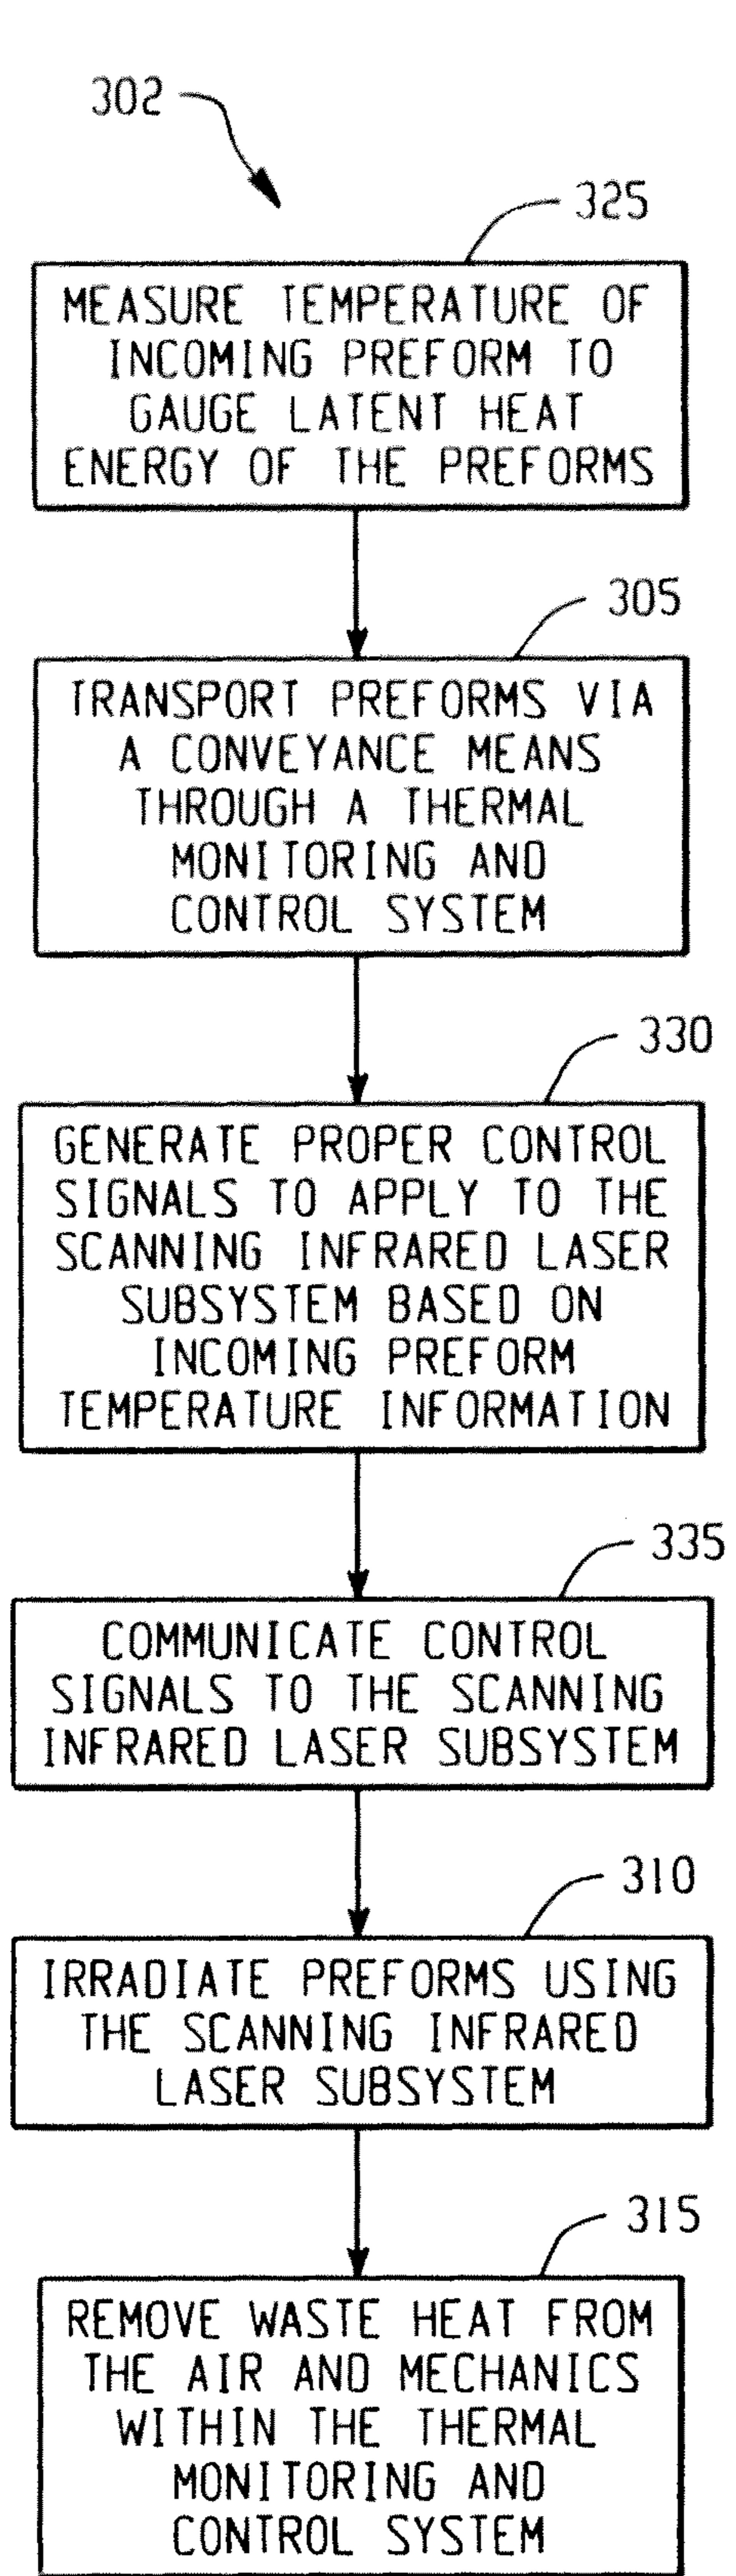 302
325
MEASURE TEMPERATURE OF
INCOMING PREFORM TO
GAUGE LATENT HEAT
ENERGY OF THE PREFORMS
305
TRANSPORT PREFORMS VIA
A CONVEYANCE MEANS
THROUGH A THERMAL
MONITORING AND
CONTROL SYSTEM
330
GENERATE PROPER CONTROL
SIGNALS TO APPLY TO THE
SCANNING INFRARED LASER
SUBSYSTEM BASED ON
INCOMING PREFORM
TEMPERATURE INFORMATION
335
COMMUNICATE CONTROL
SIGNALS TO THE SCANNING
INFRARED LASER SUBSYSTEM
310
IRRADIATE PREFORMS USING
THE SCANNING INFRARED
LASER SUBSYSTEM
315
REMOVE WASTE HEAT FROM
THE AIR AND MECHANICS
WITHIN THE THERMAL
MONITORING AND
CONTROL SYSTEM